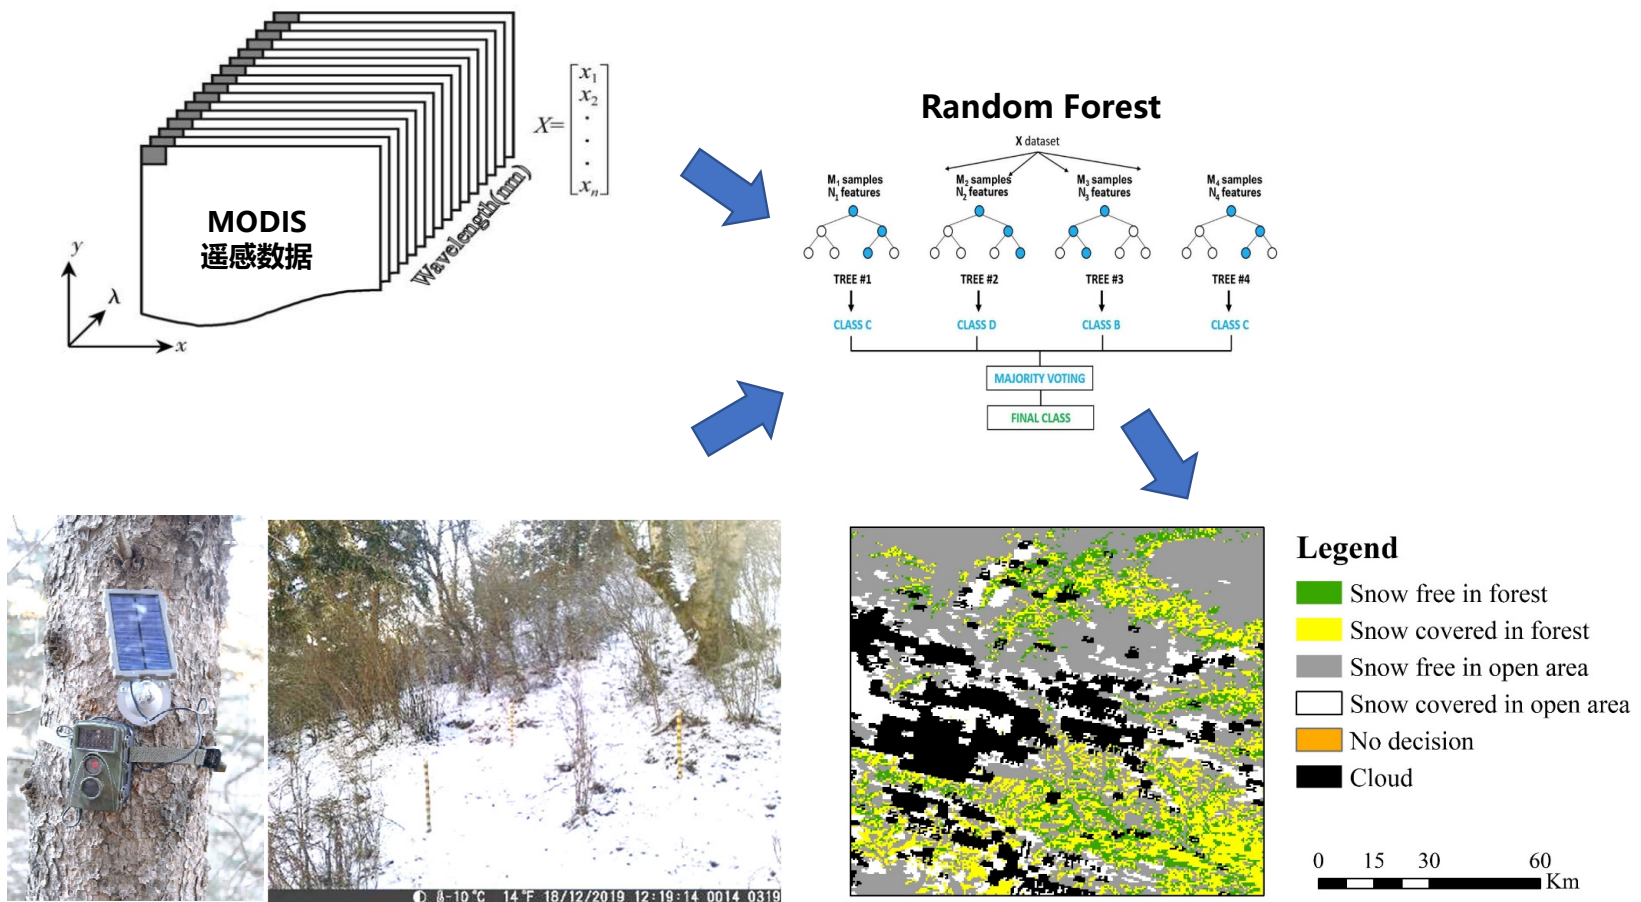 X=
x1
x2
.
.
.
xn
MODIS
遥感数据
Wavelength(nm)
y
λ
x
Random Forest
X dataset
M1 samples
N1 features
M2 samples
N2 features
M3 samples
N3 features
M4 samples
N4 features
TREE #1
TREE #2
TREE #3
TREE #4
CLASS C
CLASS D
CLASS B
CLASS C
MAJORITY VOTING
FINAL CLASS
-10°C 14°F 18/12/2019 12:19:14 0014 0319
Legend
Snow free in forest
Snow covered in forest
Snow free in open area
Snow covered in open area
No decision
Cloud
0 15 30 60
Km